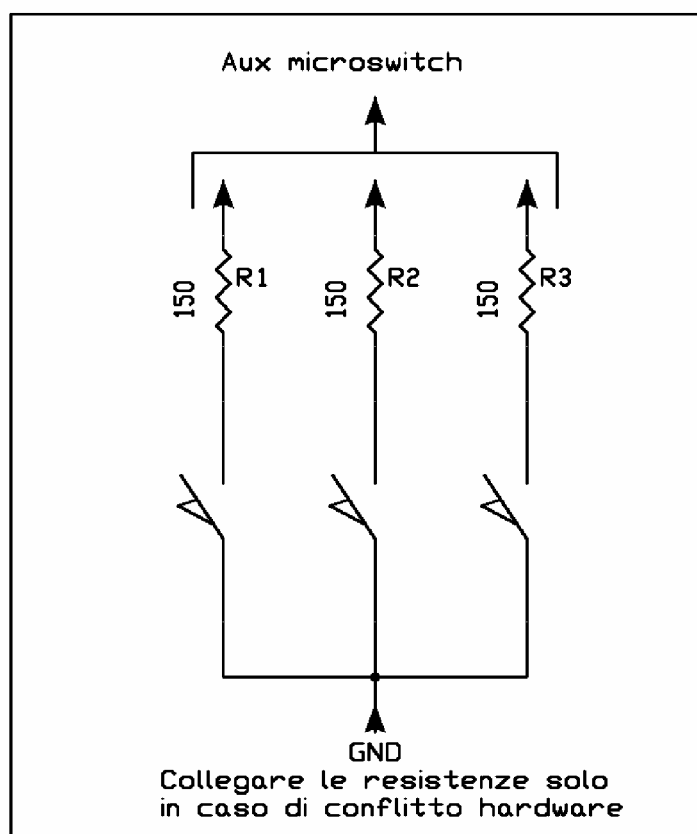 Aux microswitch
150 R1 150 R2 150 R3
GND
Collegare le resistenze solo
in caso di conflitto hardware